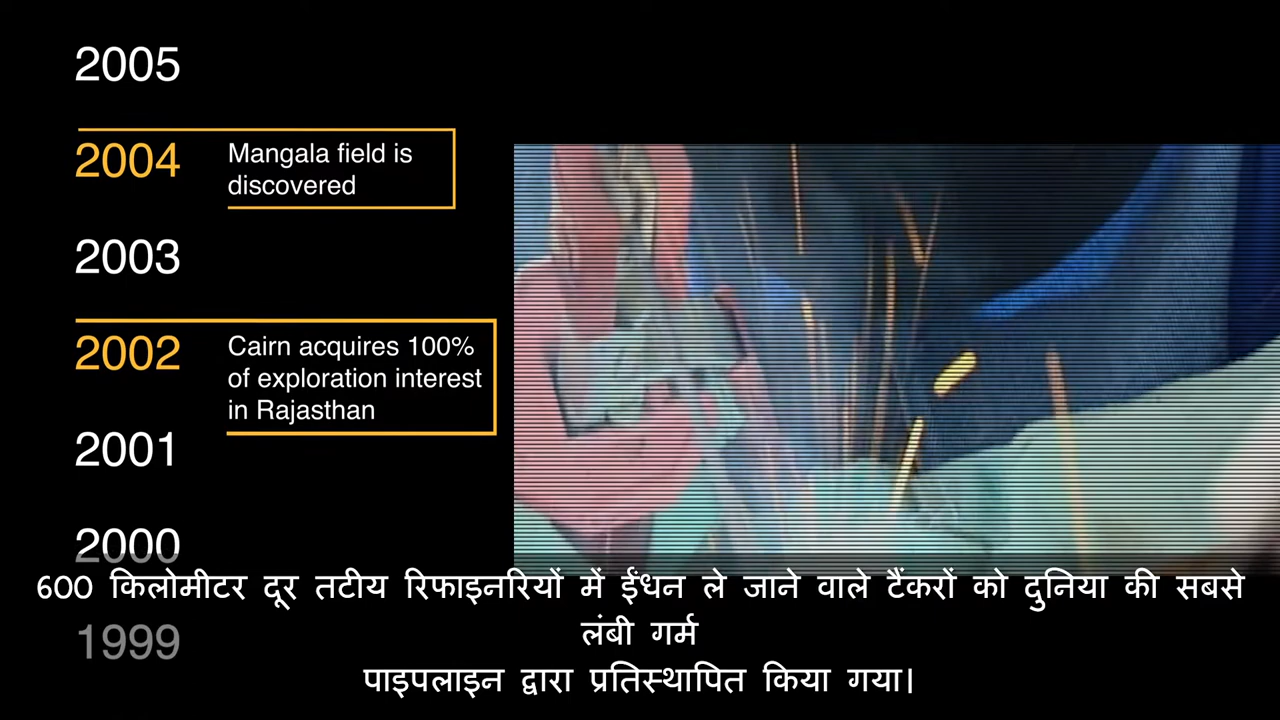 2005
2004
Mangala field is
discovered
2003
2002
Cairn acquires 100%
of exploration interest
in Rajasthan
2001
2000
600 किलोमीटर दूर तटीय रिफाइनरियों में ईंधन ले जाने वाले टैंकरों को दुनिया की सबसे
लंबी गर्म
1999
पाइपलाइन द्वारा प्रतिस्थापित किया गया।